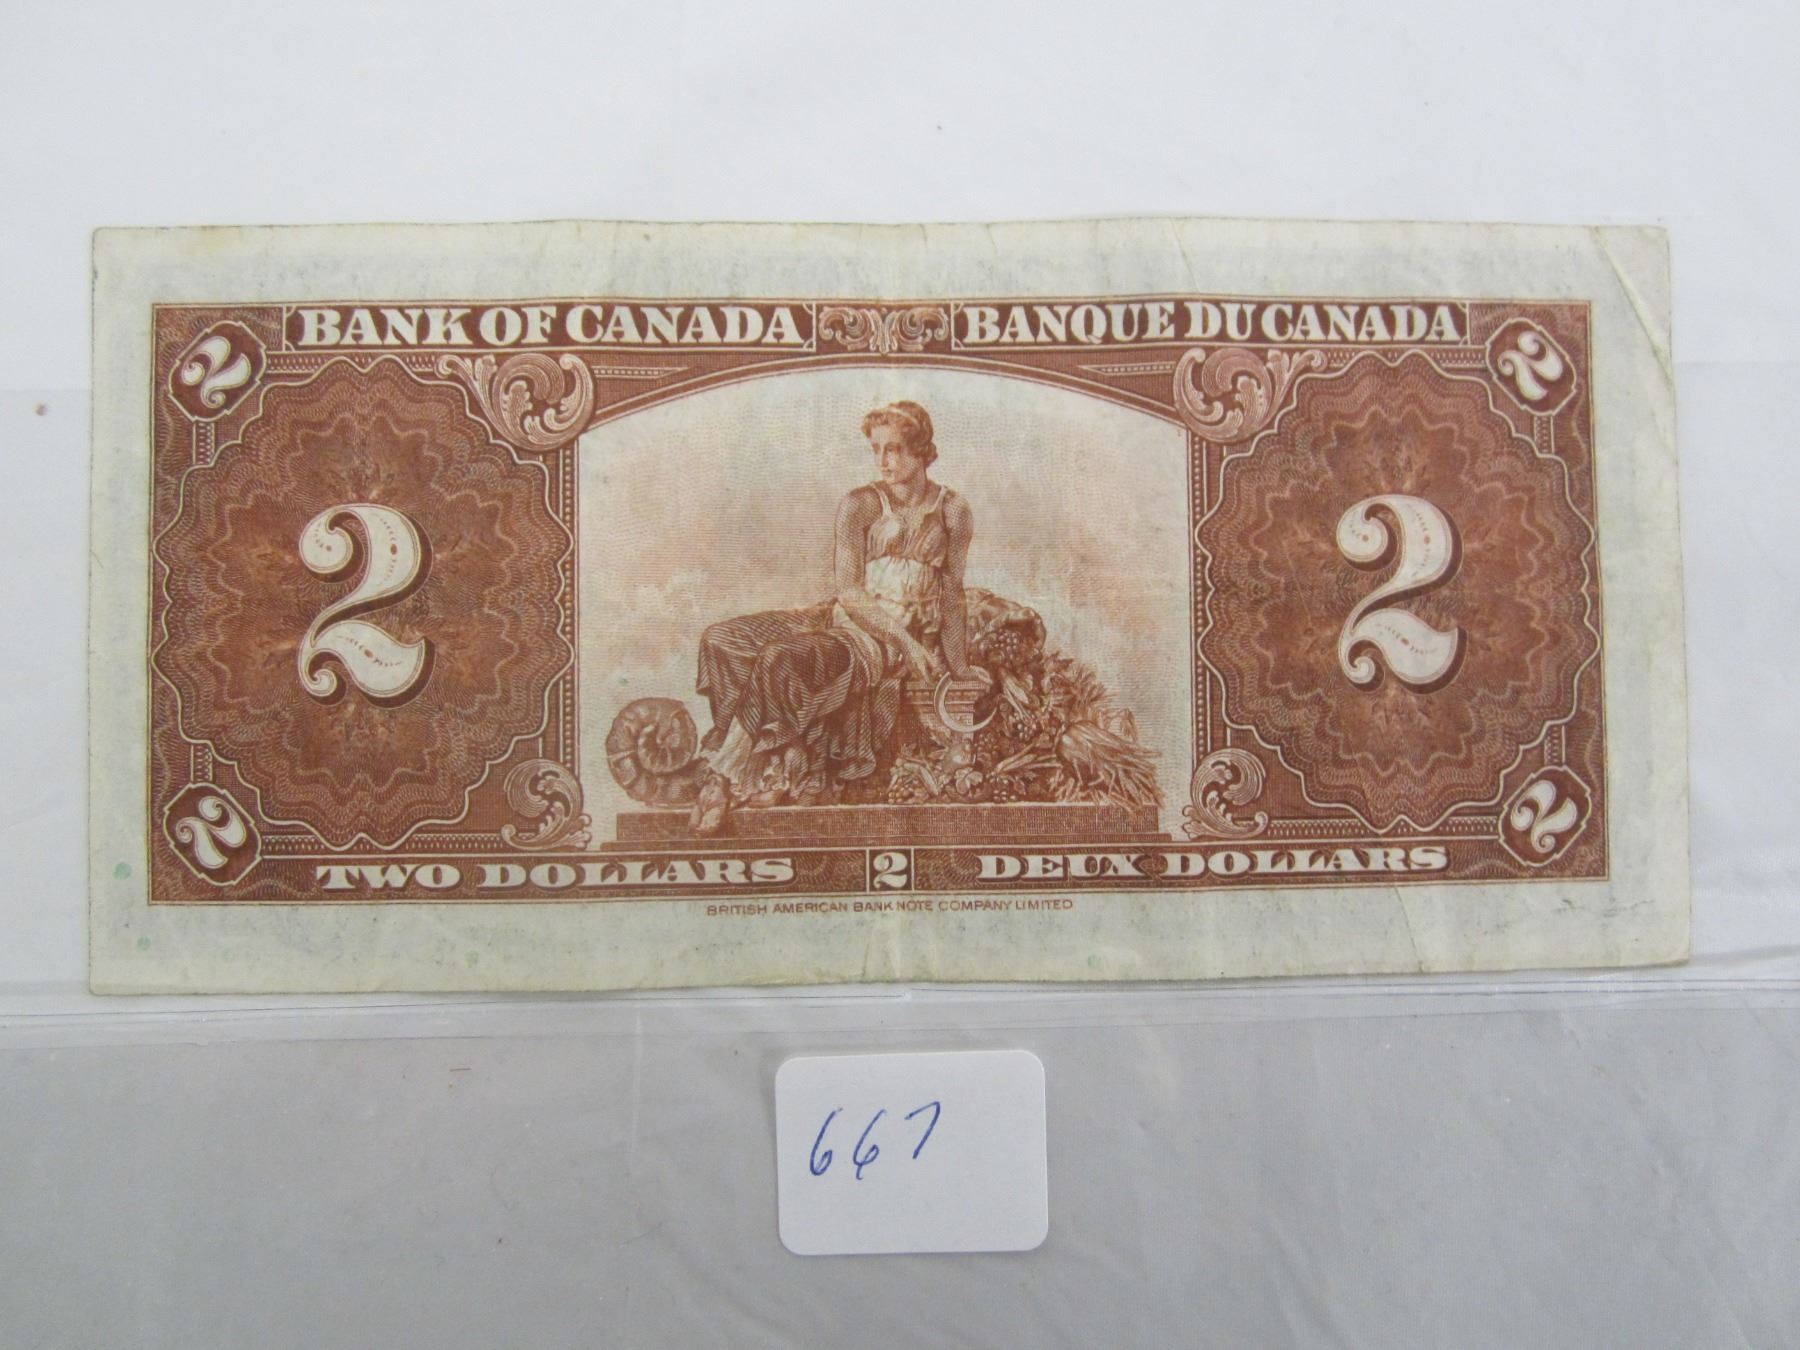 2 BANK OF CANADA BANQUE DU CANADA 2
2 2
2 TWO DOLLARS 2 DEUX DOLLARS 2
BRITISH AMERICAN BANK NOTE COMPANY LIMITED
667